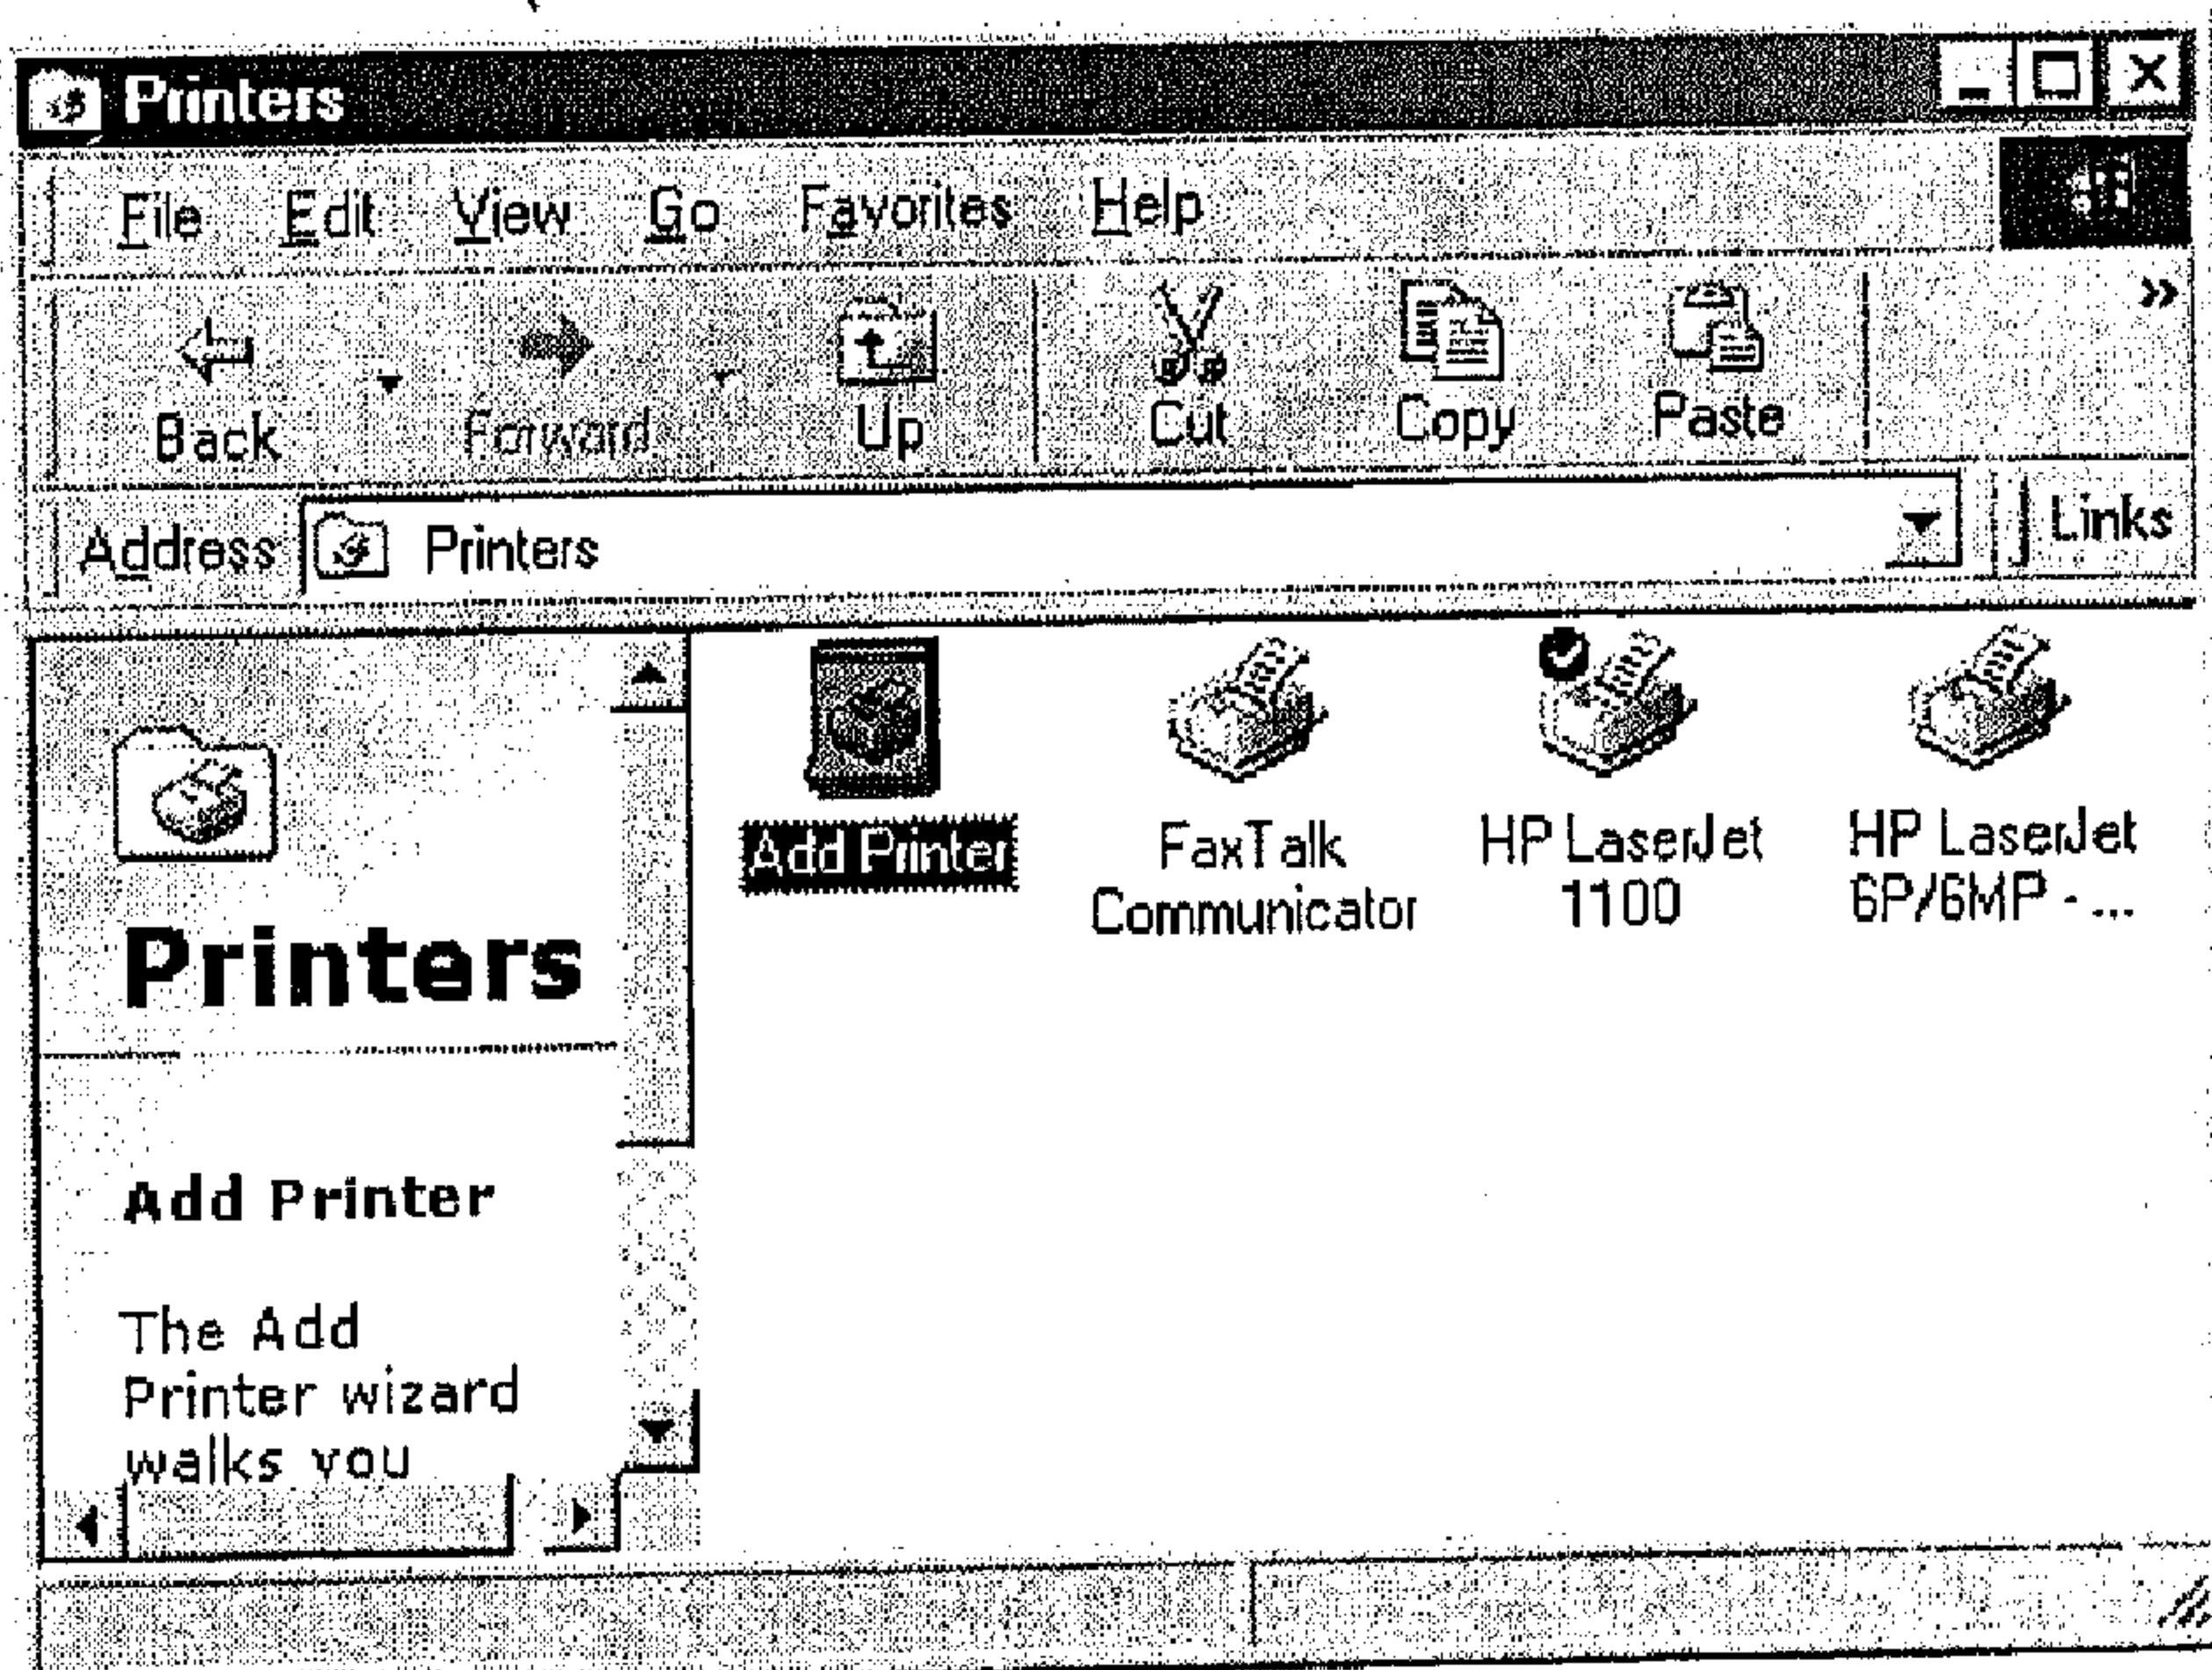 Printers
File Edit View Go Favorites Help
»
Back Forward Up Cut Copy Paste
Address Printers Links
Printers
Add Printer
The Add
Printer wizard
walks you
Add Printer
FaxTalk
Communicator
HP LaserJet
1100
HP LaserJet
6P/6MP - ...